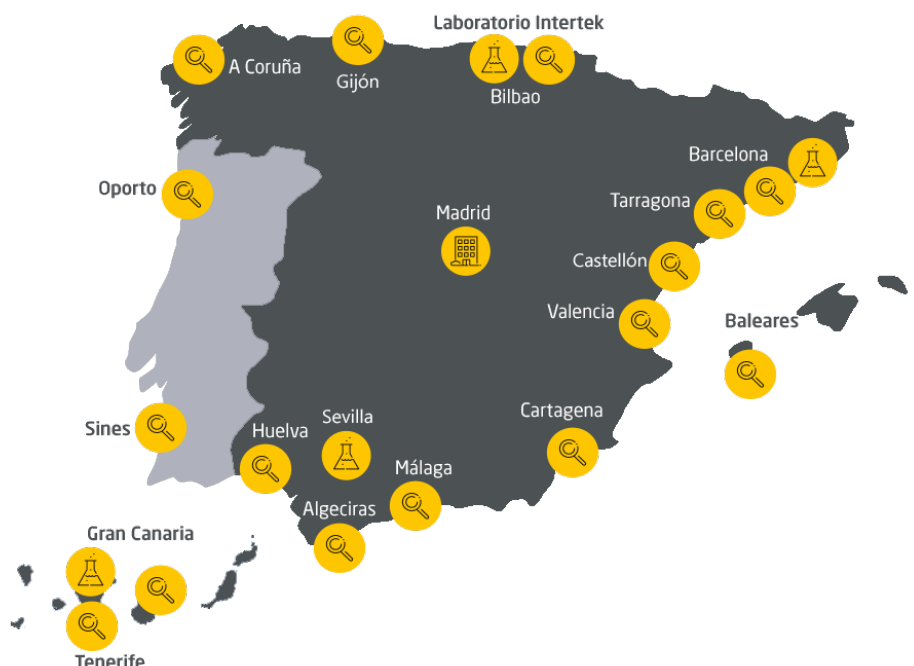 Laboratorio Intertek
A Coruña
Gijón
Bilbao
Barcelona
Oporto
Tarragona
Madrid
Castellón
Valencia
Baleares
Cartagena
Sines
Huelva
Sevilla
Málaga
Algeciras
Gran Canaria
Tenerife